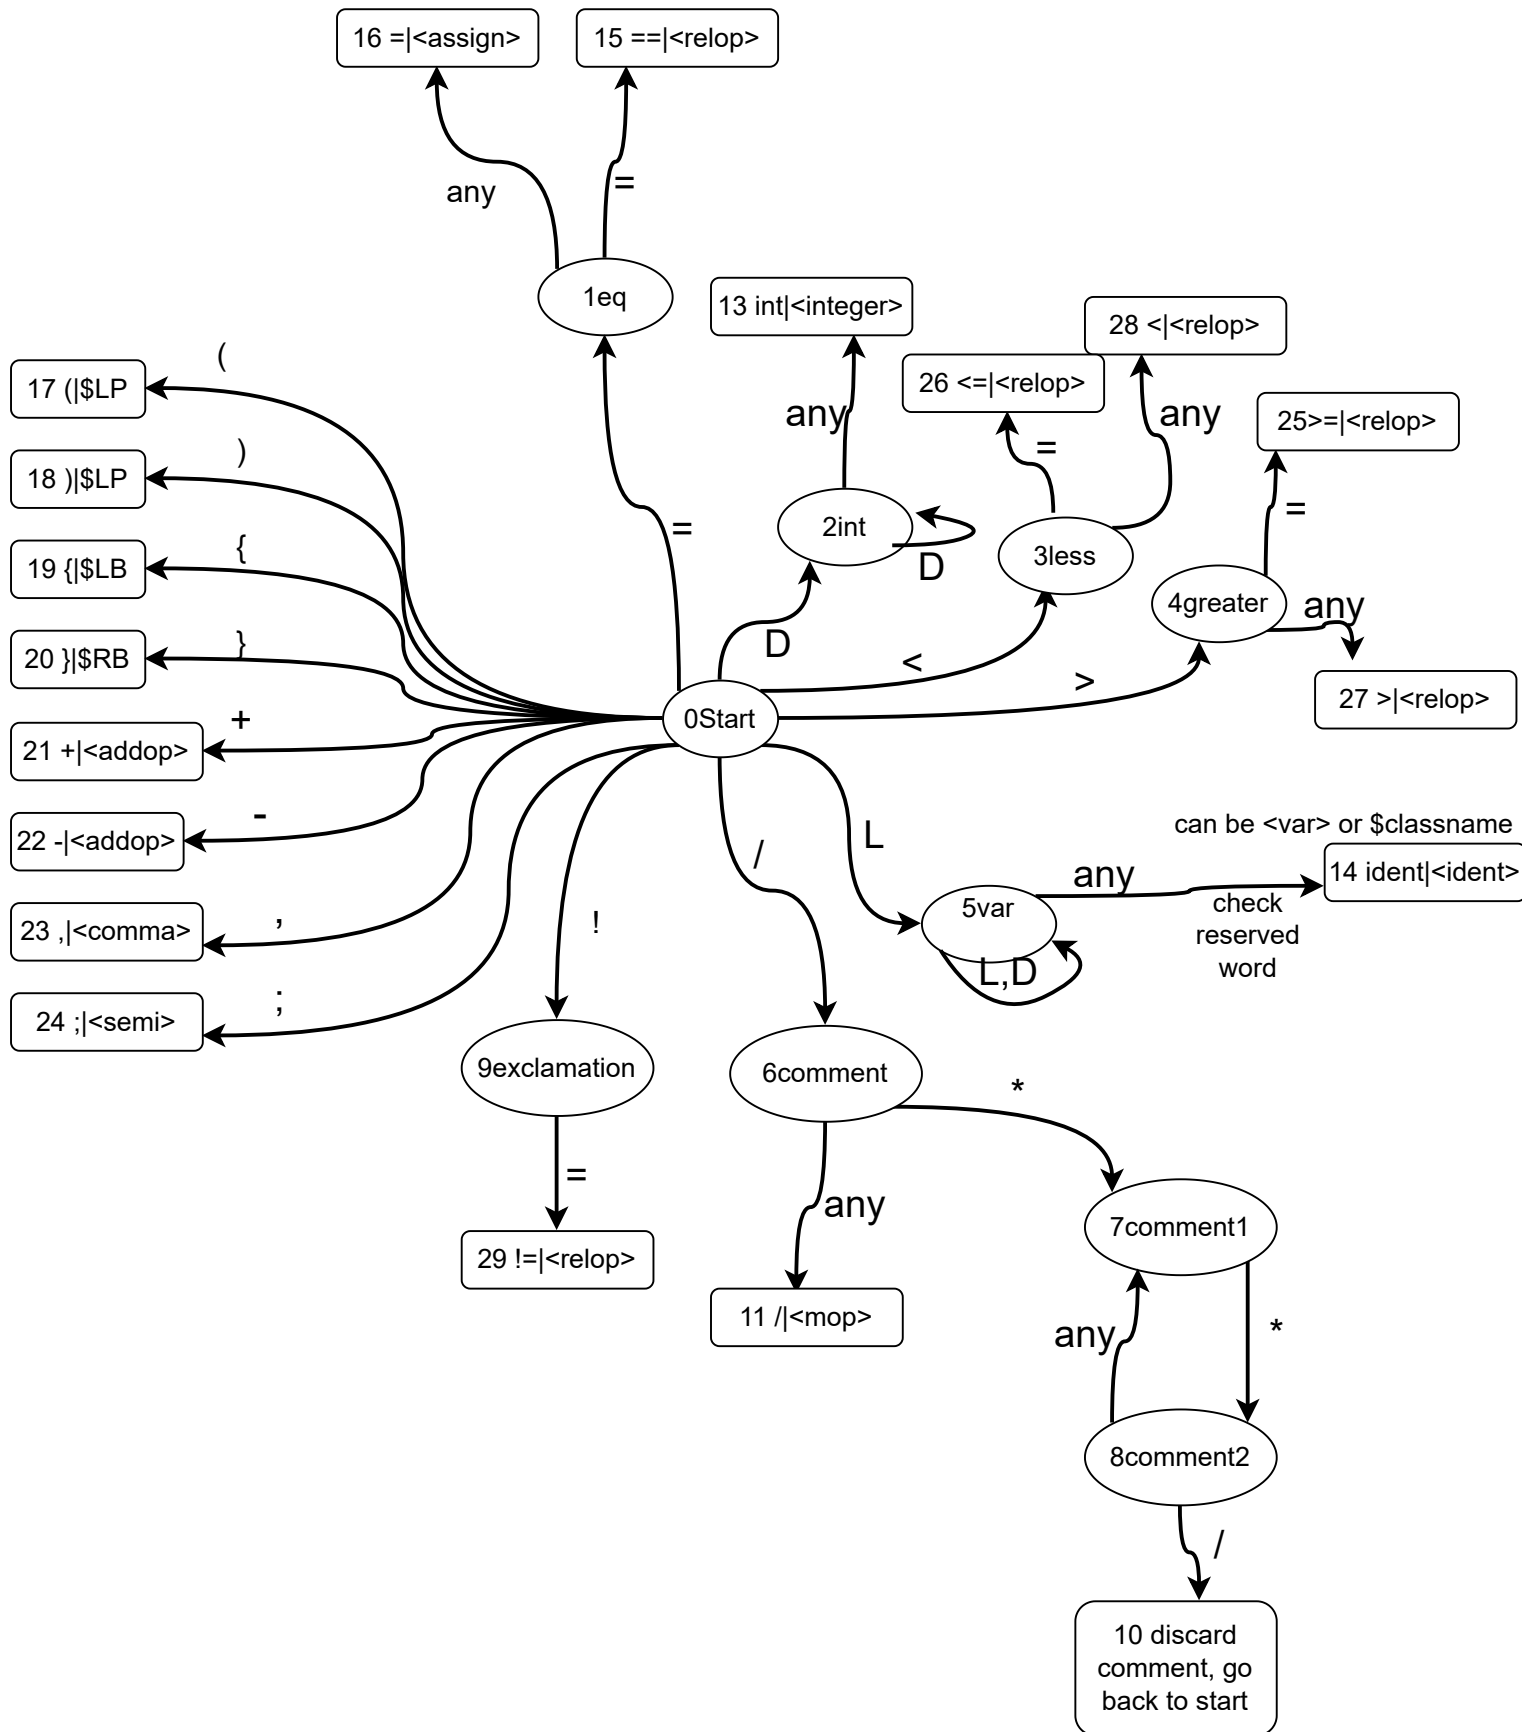 16 =|<assign>
15 ==|<relop>
any
=
1eq
13 int|<integer>
28 <|<relop>
26 <=|<relop>
25>=|<relop>
any
=
any
=
2int
D
3less
4greater
any
27 >|<relop>
=
D
<
>
0Start
17 (|$LP
(
18 )|$LP
)
19 {|$LB
{
20 }|$RB
}
21 +|<addop>
+
22 -|<addop>
-
23 ,|<comma>
,
24 ;|<semi>
;
!
/
L
can be <var> or $classname
14 ident|<ident>
any
check
reserved
word
5var
L,D
9exclamation
=
29 !=|<relop>
6comment
*
any
11 /|<mop>
7comment1
any
*
8comment2
/
10 discard
comment, go
back to start